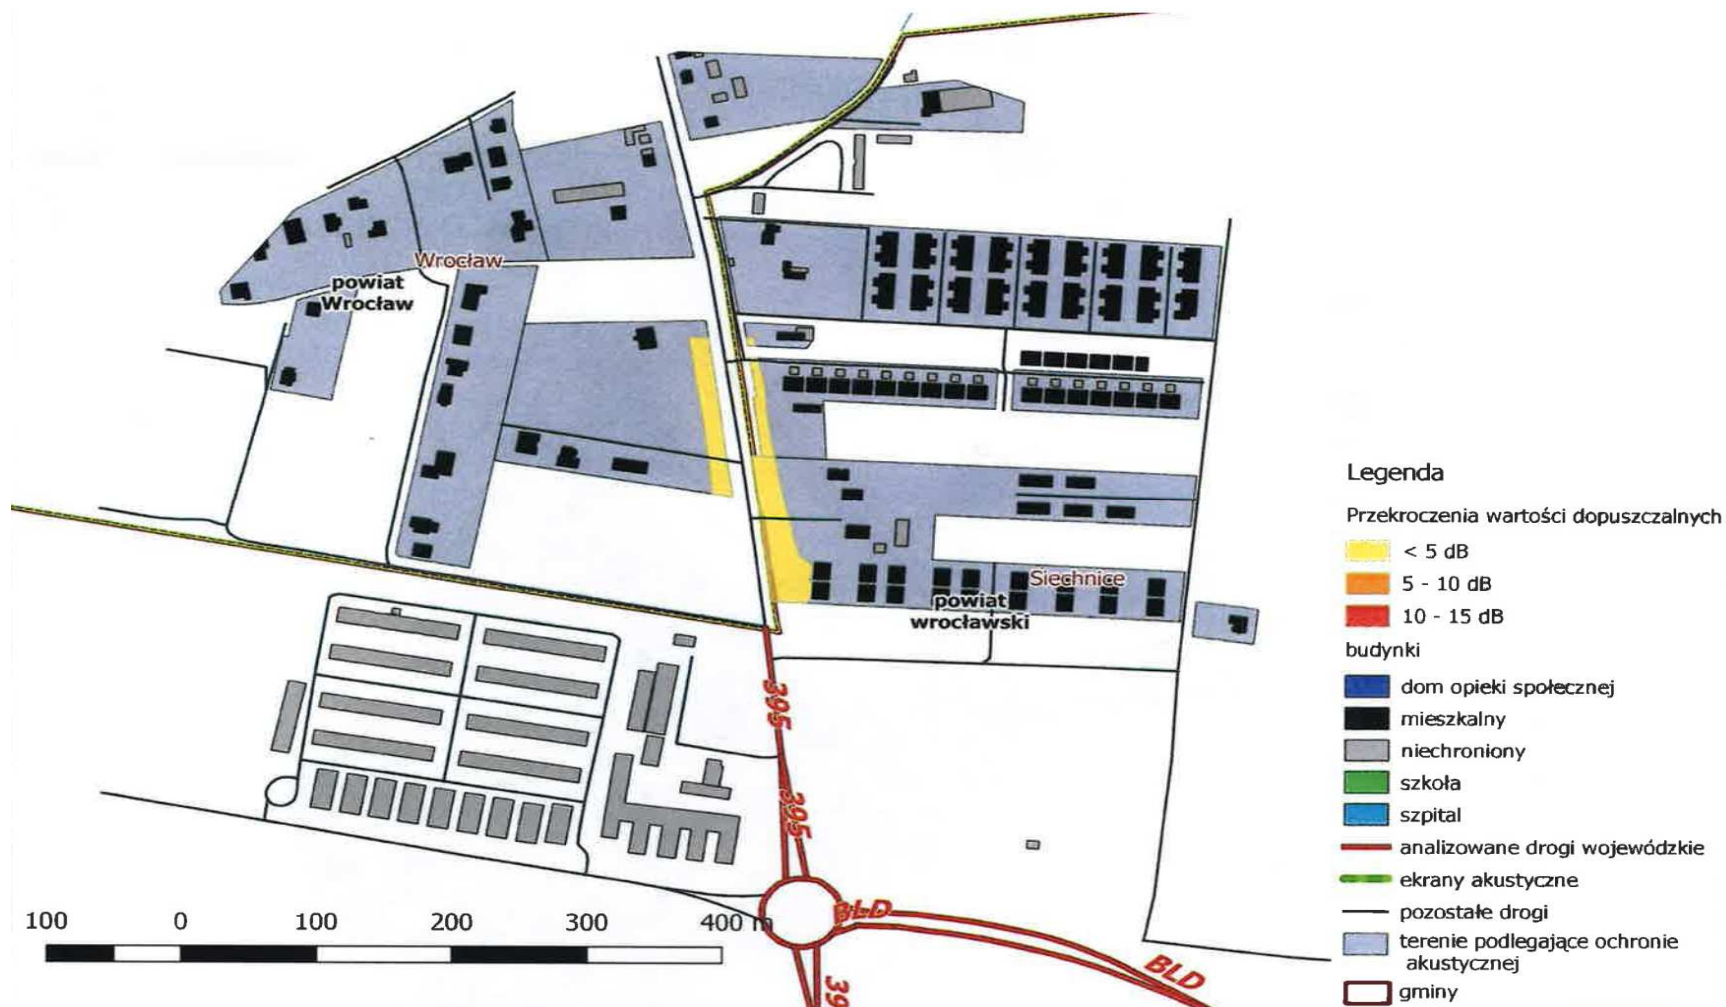 Wrocław
powiat
Wrocław
Siechnice
powiat
wrocławski
395
395
BLD
BLD
39
100 0 100 200 300 400 m
Legenda
Przekroczenia wartości dopuszczalnych
< 5 dB
5 - 10 dB
10 - 15 dB
budynki
dom opieki społecznej
mieszkalny
niechroniony
szkoła
szpital
analizowane drogi wojewódzkie
ekrany akustyczne
pozostałe drogi
terenie podlegające ochronie
akustycznej
gminy